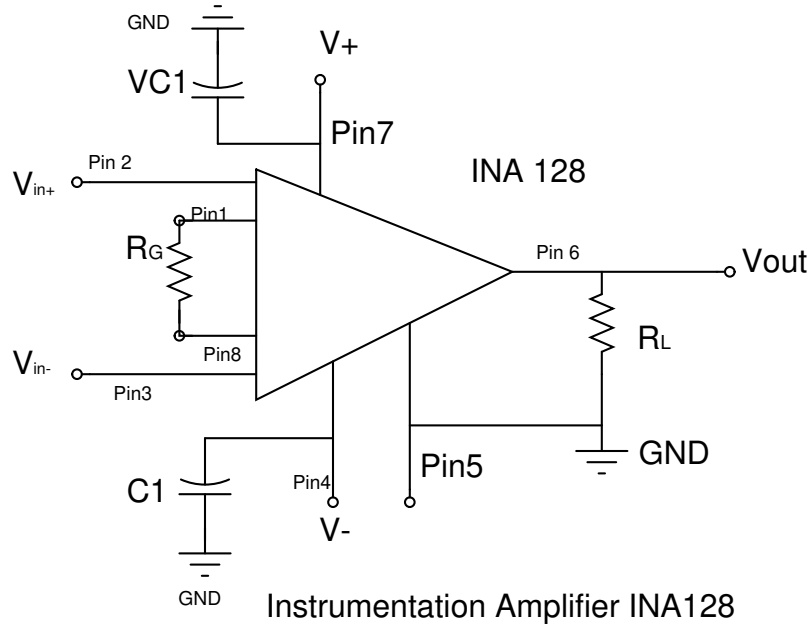 GND
V+
VC1
Pin7
Pin 2
INA 128
Vin+
Pin1
RG
Pin 6
Vout
Vin-
Pin8
RL
Pin3
Pin5
GND
C1
Pin4
V-
GND
Instrumentation Amplifier INA128